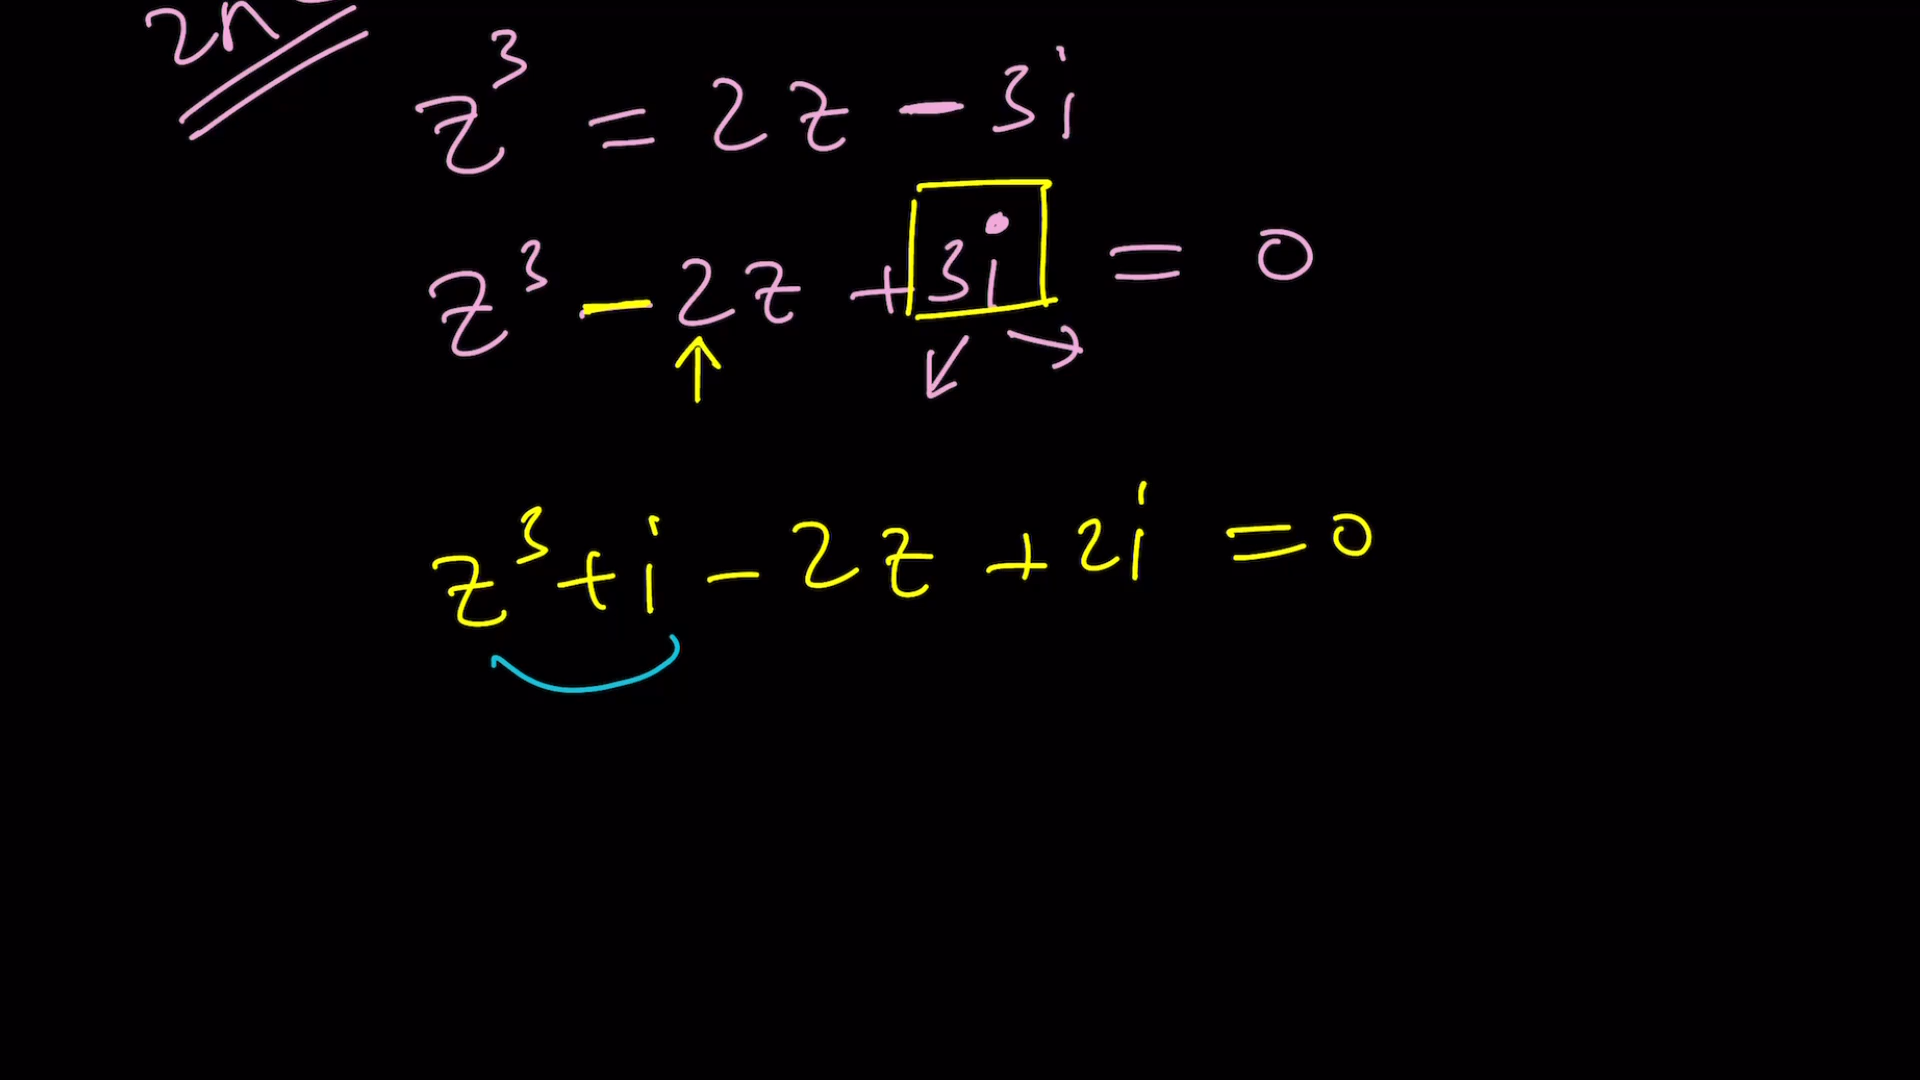 z³ = 2z - 3i
z³ - 2z + 3i = 0
z³ + i - 2z + 2i = 0